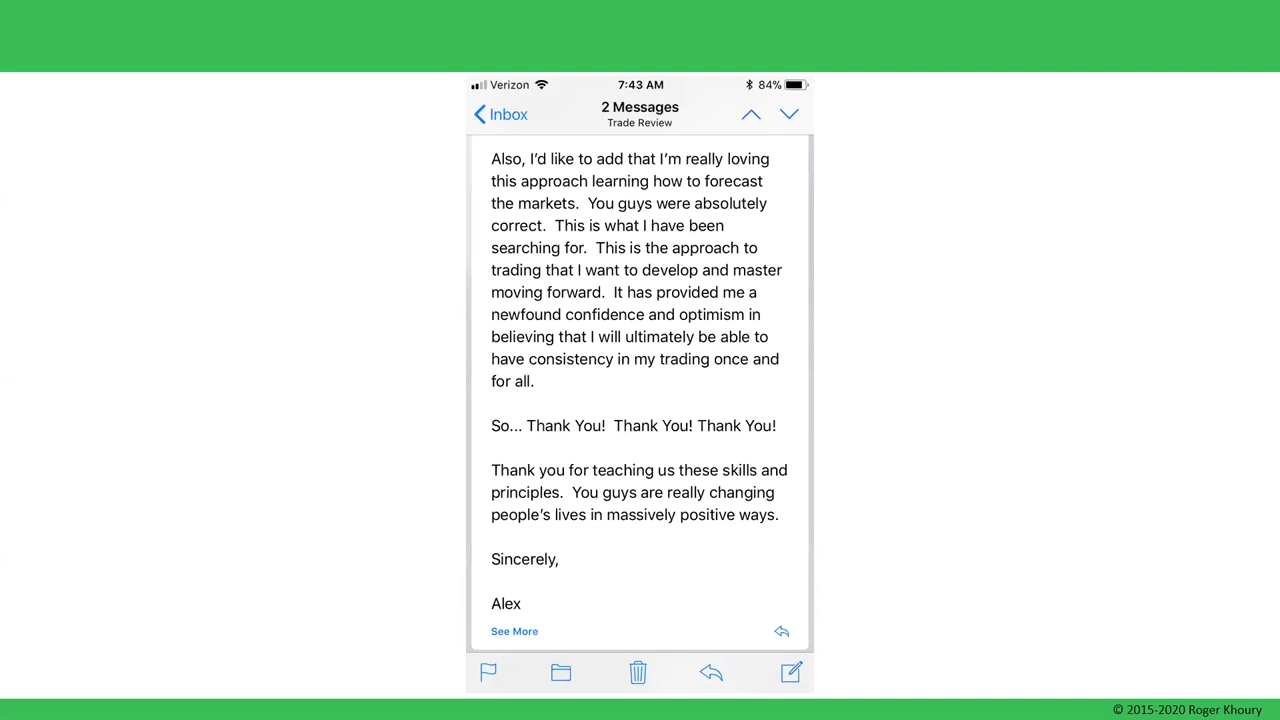 Verizon 7:43 AM 84%
Inbox 2 Messages
Trade Review
Also, I'd like to add that I'm really loving
this approach learning how to forecast
the markets.  You guys were absolutely
correct.  This is what I have been
searching for.  This is the approach to
trading that I want to develop and master
moving forward.  It has provided me a
newfound confidence and optimism in
believing that I will ultimately be able to
have consistency in my trading once and
for all.
So... Thank You!  Thank You! Thank You!
Thank you for teaching us these skills and
principles.  You guys are really changing
people's lives in massively positive ways.
Sincerely,
Alex
See More
© 2015-2020 Roger Khoury